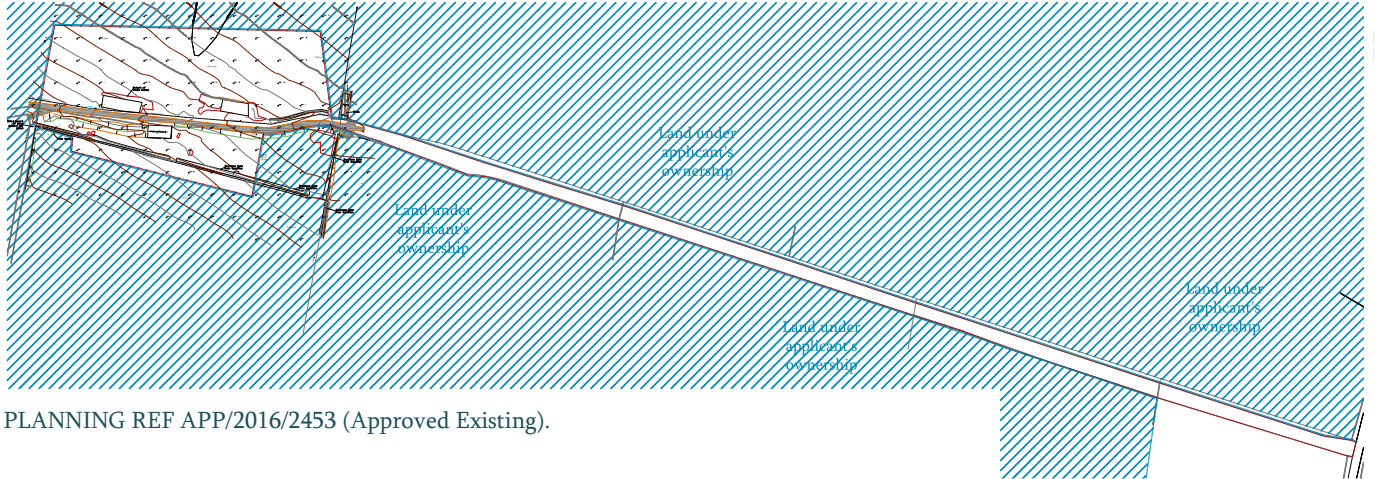 Land under
applicant's
ownership
Land under
applicant's
ownership
Land under
applicant's
ownership
Land under
applicant's
ownership
PLANNING REF APP/2016/2453 (Approved Existing).